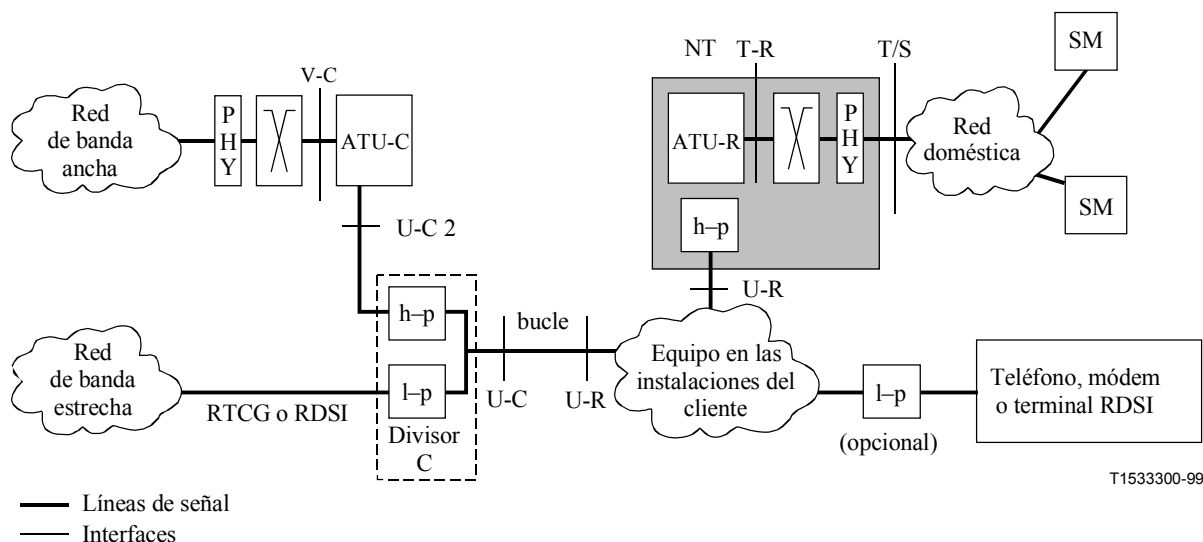 NT
T-R
T/S
SM
V-C
Red
de banda
ancha
P
H
Y
ATU-C
ATU-R
P
H
Y
Red
doméstica
SM
U-C 2
h–p
U-R
Red
de banda
estrecha
RTCG o RDSI
h–p
l–p
Divisor
C
bucle
U-C
U-R
Equipo en las
instalaciones del
cliente
l–p
(opcional)
Teléfono, módem
o terminal RDSI
T1533300-99
Líneas de señal
Interfaces